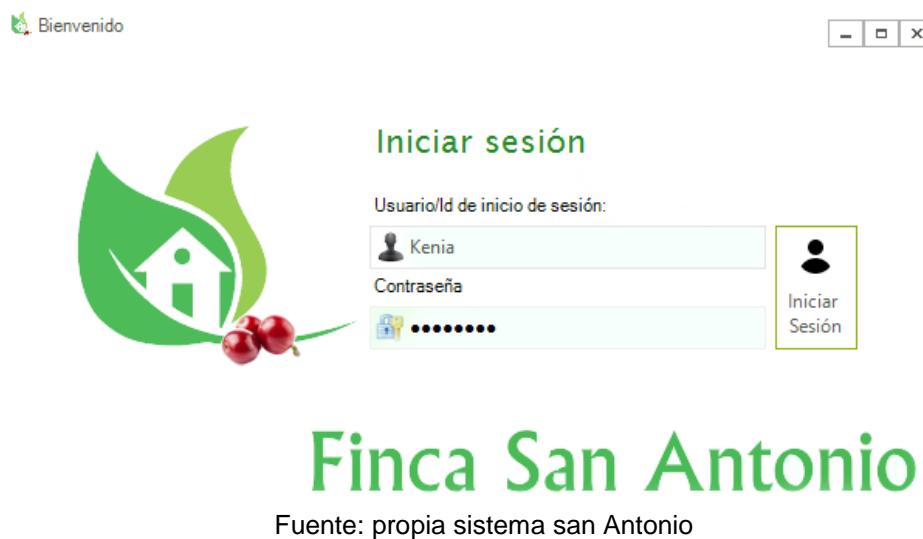 Bienvenido
Iniciar sesión
Usuario/Id de inicio de sesión:
Kenia
Contraseña
••••••••
Iniciar
Sesión
Finca San Antonio
Fuente: propia sistema san Antonio